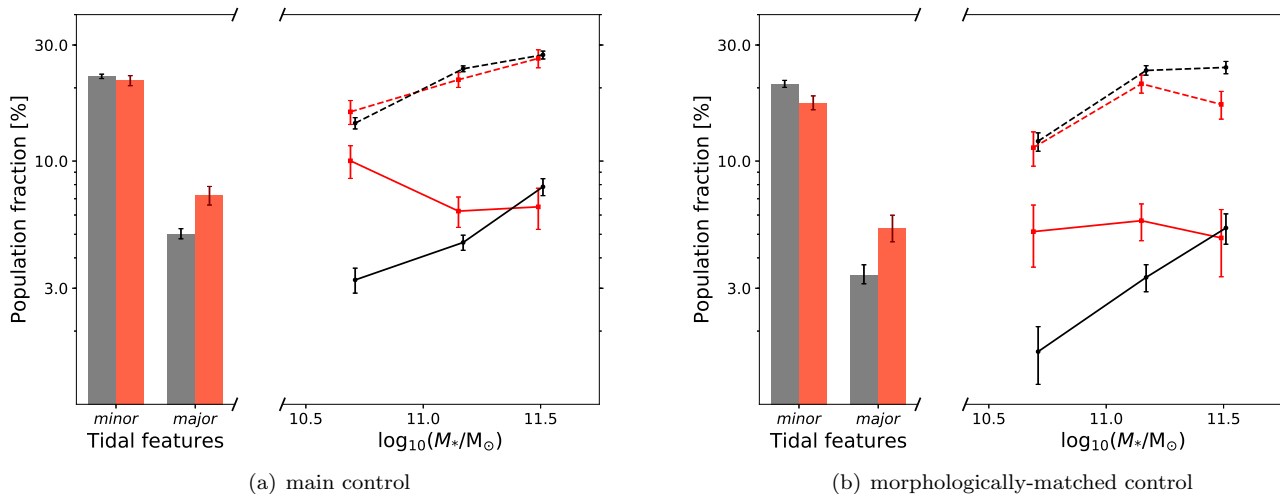 30.0
10.0
3.0
Population fraction [%]
minor major
Tidal features
10.5 11.0 11.5
log10(M*/M⊙)
(a) main control
30.0
10.0
3.0
Population fraction [%]
minor major
Tidal features
10.5 11.0 11.5
log10(M*/M⊙)
(b) morphologically-matched control